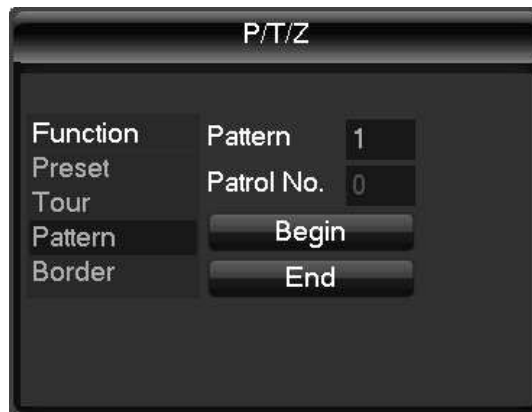 P/T/Z
Function
Preset
Tour
Pattern
Border
Pattern 1
Patrol No. 0
Begin
End